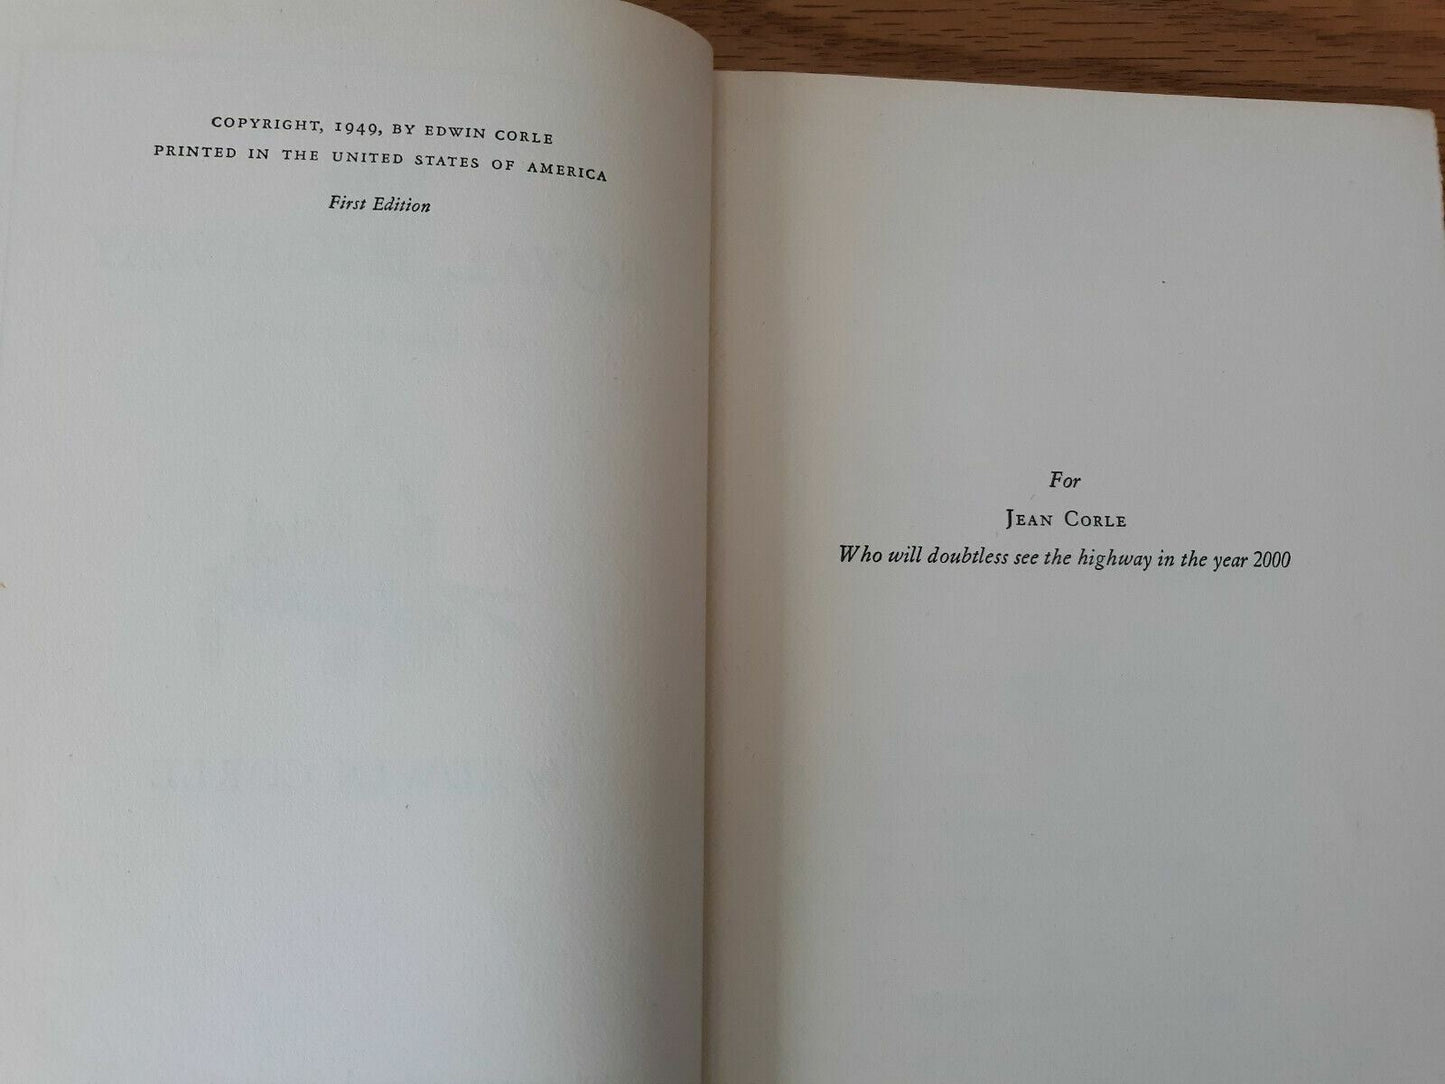 COPYRIGHT, 1949, BY EDWIN CORLE
PRINTED IN THE UNITED STATES OF AMERICA
First Edition
For
JEAN CORLE
Who will doubtless see the highway in the year 2000